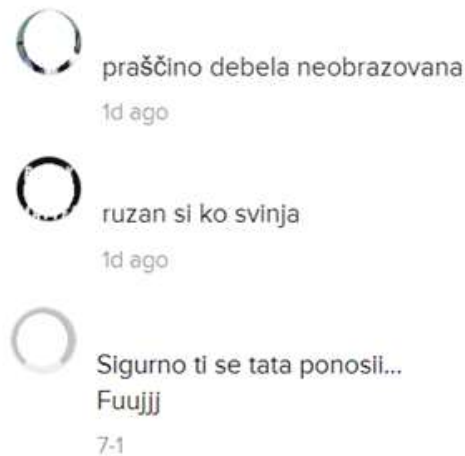 praščino debela neobrazovana
1d ago
ruzan si ko svinja
1d ago
Sigurno ti se tata ponosii...
Fuujjj
7-1